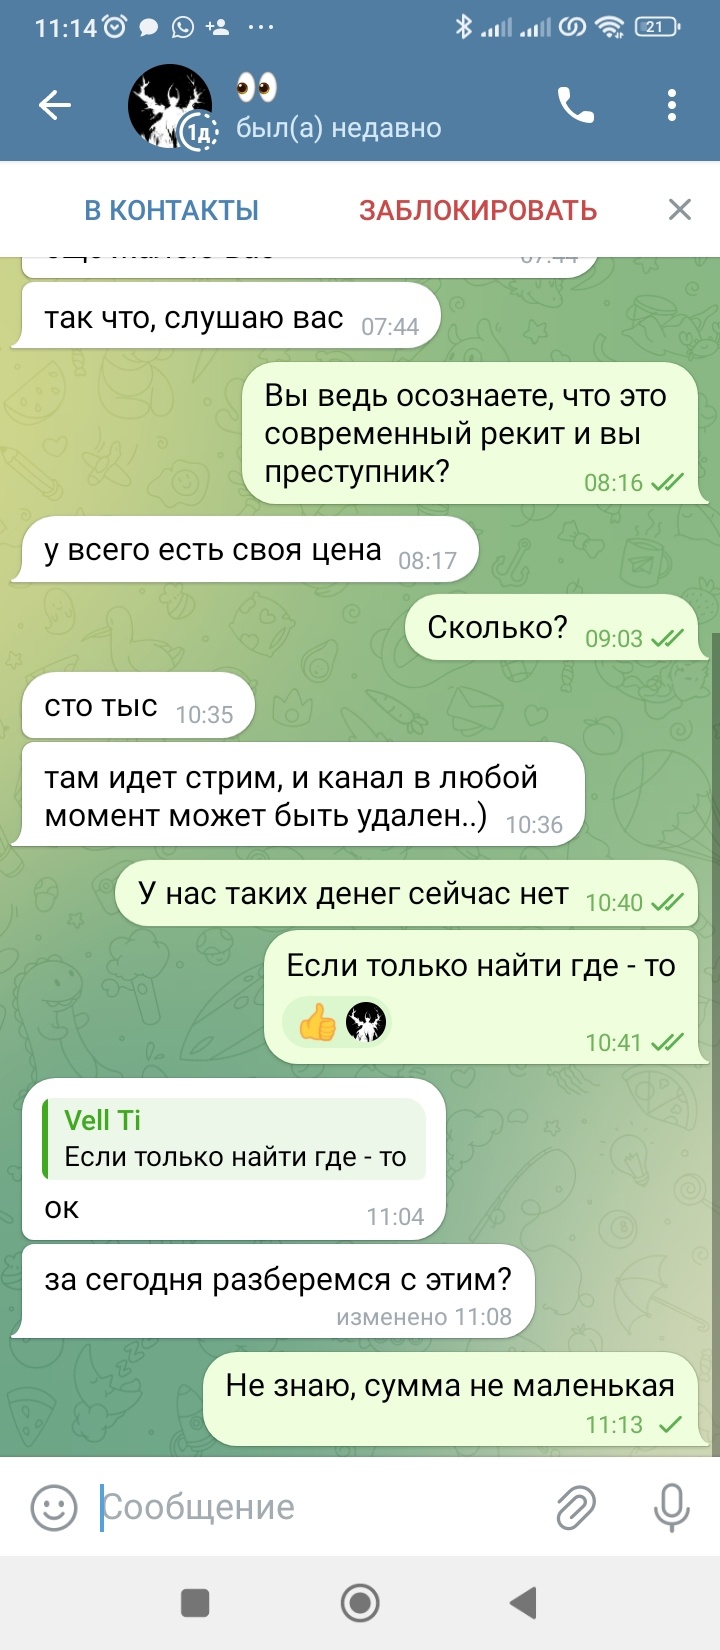 11:14
21
1д
был(а) недавно
В КОНТАКТЫ
ЗАБЛОКИРОВАТЬ
07:44
так что, слушаю вас 07:44
Вы ведь осознаете, что это
современный рекит и вы
преступник? 08:16
у всего есть своя цена 08:17
Сколько? 09:03
сто тыс 10:35
там идет стрим, и канал в любой
момент может быть удален..) 10:36
У нас таких денег сейчас нет 10:40
Если только найти где - то
10:41
Vell Ti
Если только найти где - то
ок 11:04
за сегодня разберемся с этим?
изменено 11:08
Не знаю, сумма не маленькая
11:13
Сообщение